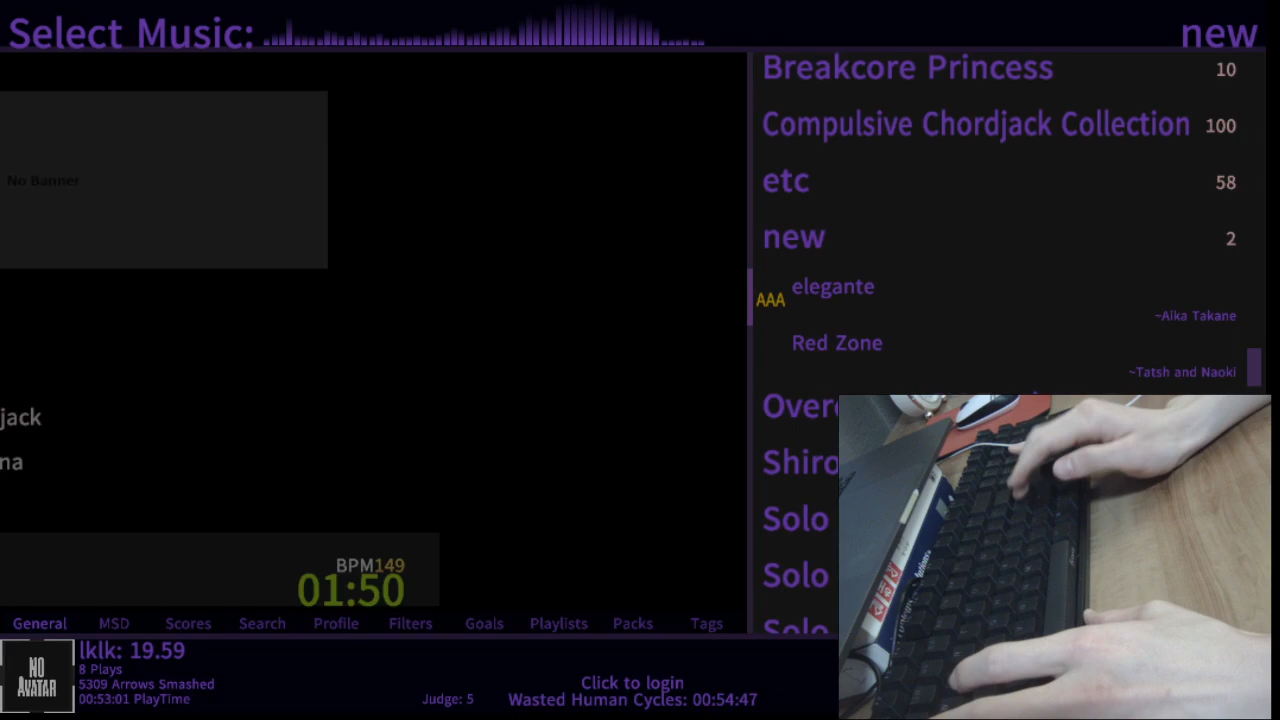 Select Music:
new
Breakcore Princess
10
Compulsive Chordjack Collection
100
etc
58
new
2
No Banner
AAA
elegante
~Aika Takane
Red Zone
~Tatsh and Naoki
jack
na
Shiro
Solo
Solo
Solo
BPM149
01:50
General MSD Scores Search Profile Filters Goals Playlists Packs Tags
NO
AVATAR
lklk: 19.59
8 Plays
5309 Arrows Smashed
00:53:01 PlayTime
Judge: 5
Click to login
Wasted Human Cycles: 00:54:47